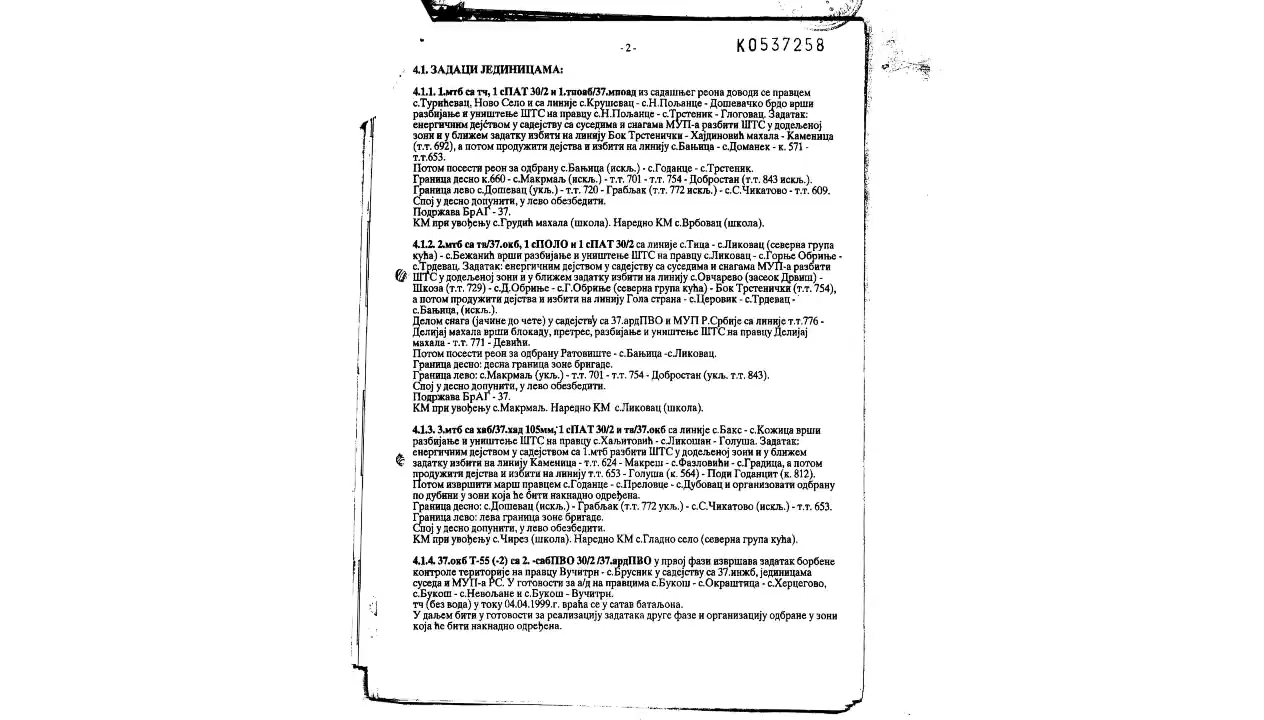 -2-
K0537258
4.1. ЗАДАЦИ ЈЕДИНИЦАМА:
4.1.1. 1.мтб са тч, 1 сПАТ 30/2 и 1.тповб/37.мповд из садашњег реона доводи се правцем
с.Турићевац, Ново Село и са линије с.Крушевац - с.Н.Пољанце - Дошевачко брдо врши
разбијање и уништење ШТС на правцу с.Н.Пољанце - с.Трстеник - Глоговац. Задатак:
енергичним дејством у садејству са суседима и снагама МУП-а разбити ШТС у додељеној
зони и у ближем задатку избити на линију Бок Трстенички - Хајдиновић махала - Каменица
(т.т. 692), а потом продужити дејства и избити на линију с.Бањица - с.Доманек - к. 571 -
т.т.653.
Потом посести реон за одбрану с.Бањица (искљ.) - с.Годанце - с.Трстеник.
Граница десно к.660 - с.Макрмаљ (искљ.) - т.т. 701 - т.т. 754 - Добростан (т.т. 843 искљ.).
Граница лево с.Дошевац (укљ.) - т.т. 720 - Грабљак (т.т. 772 искљ.) - с.С.Чикатово - т.т. 609.
Спој у десно допунити, у лево обезбедити.
Подржава БрАГ - 37.
КМ при увођењу с.Грудић махала (школа). Наредно КМ с.Врбовац (школа).
4.1.2. 2.мтб са тв/37.окб, 1 сПОЛО и 1 сПАТ 30/2 са линије с.Тица - с.Ликовац (северна група
кућа) - с.Бежанић врши разбијање и уништење ШТС на правцу с.Ликовац - с.Горње Обриње -
с.Трдевац. Задатак: енергичним дејством у садејству са суседима и снагама МУП-а разбити
ШТС у додељеној зони и у ближем задатку избити на линију с.Овчарево (засеок Дрвиш) -
Шкоза (т.т. 729) - с.Д.Обриње - с.Г.Обриње (северна група кућа) - Бок Трстенички (т.т. 754),
а потом продужити дејства и избити на линију Гола страна - с.Церовик - с.Трдевац -
с.Бањица, (искљ.).
Делом снага (јачине до чете) у садејству са 37.ардПВО и МУП Р.Србије са линије т.т.776 -
Делијај махала врши блокаду, претрес, разбијање и уништење ШТС на правцу Делијај
махала - т.т. 771 - Девићи.
Потом посести реон за одбрану Ратовиште - с.Бањица -с.Ликовац.
Граница десно: десна граница зоне бригаде.
Граница лево: с.Макрмаљ (укљ.) - т.т. 701 - т.т. 754 - Добростан (укљ. т.т. 843).
Спој у десно допунити, у лево обезбедити.
Подржава БрАГ - 37.
КМ при увођењу с.Макрмаљ. Наредно КМ с.Ликовац (школа).
4.1.3. 3.мтб са хаб/37.хад 105мм, 1 сПАТ 30/2 и тв/37.окб са линије с.Бакс - с.Кожица врши
разбијање и уништење ШТС на правцу с.Хаљитовић - с.Ликошан - Голуша. Задатак:
енергичним дејством у садејством са 1.мтб разбити ШТС у додељеној зони и у ближем
задатку избити на линију Каменица - т.т. 624 - Макреш - с.Фазловићи - с.Градица, а потом
продужити дејства и избити на линију т.т. 653 - Голуша (к. 564) - Поди Годанцит (к. 812).
Потом извршити марш правцем с.Годанце - с.Преловце - с.Дубовац и организовати одбрану
по дубини у зони која ће бити накнадно одређена.
Граница десно: с.Дошевац (искљ.) - Грабљак (т.т. 772 укљ.) - с.С.Чикатово (искљ.) - т.т. 653.
Граница лево: лева граница зоне бригаде.
Спој у десно допунити, у лево обезбедити.
КМ при увођењу с.Чирез (школа). Наредно КМ с.Гладно село (северна група кућа).
4.1.4. 37.окб Т-55 (-2) са 2. -сабПВО 30/2 /37.ардПВО у првој фази извршава задатак борбене
контроле територије на правцу Вучитрн - с.Брусник у садејству са 37.инжб, јединицама
суседа и МУП-а РС. У готовости за а/д на правцима с.Букош - с.Окраштица - с.Херцегово,
с.Букош - с.Невољане и с.Букош - Вучитрн.
тч (без вода) у току 04.04.1999.г. враћа се у сатав батаљона.
У даљем бити у готовости за реализацију задатака друге фазе и организацију одбране у зони
која ће бити накнадно одређена.